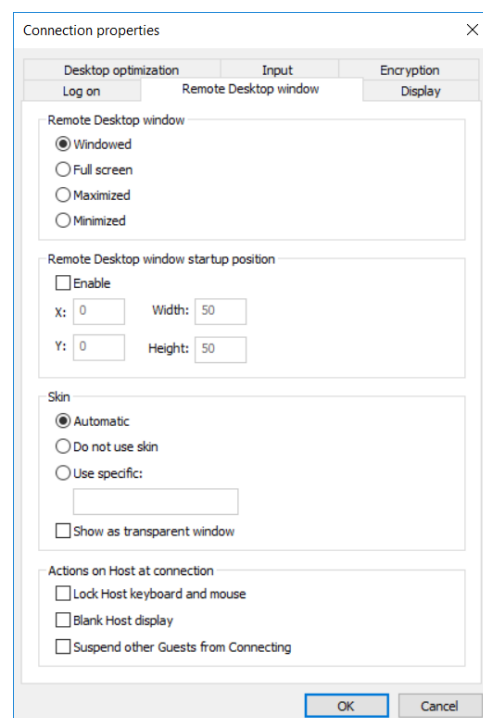 Connection properties
Desktop optimization Input Encryption
Log on Remote Desktop window Display
Remote Desktop window
Windowed
Full screen
Maximized
Minimized
Remote Desktop window startup position
Enable
X: 0 Width: 50
Y: 0 Height: 50
Skin
Automatic
Do not use skin
Use specific:
Show as transparent window
Actions on Host at connection
Lock Host keyboard and mouse
Blank Host display
Suspend other Guests from Connecting
OK Cancel